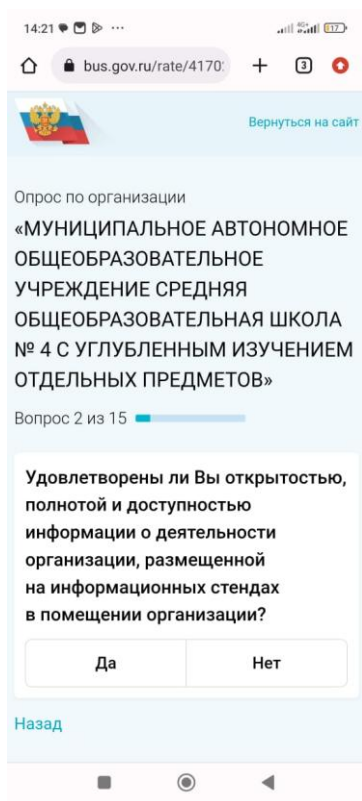 14:21
4G+
17
bus.gov.ru/rate/4170
3
Вернуться на сайт
Опрос по организации
«МУНИЦИПАЛЬНОЕ АВТОНОМНОЕ
ОБЩЕОБРАЗОВАТЕЛЬНОЕ
УЧРЕЖДЕНИЕ СРЕДНЯЯ
ОБЩЕОБРАЗОВАТЕЛЬНАЯ ШКОЛА
№ 4 С УГЛУБЛЕННЫМ ИЗУЧЕНИЕМ
ОТДЕЛЬНЫХ ПРЕДМЕТОВ»
Вопрос 2 из 15
Удовлетворены ли Вы открытостью,
полнотой и доступностью
информации о деятельности
организации, размещенной
на информационных стендах
в помещении организации?
Да Нет
Назад